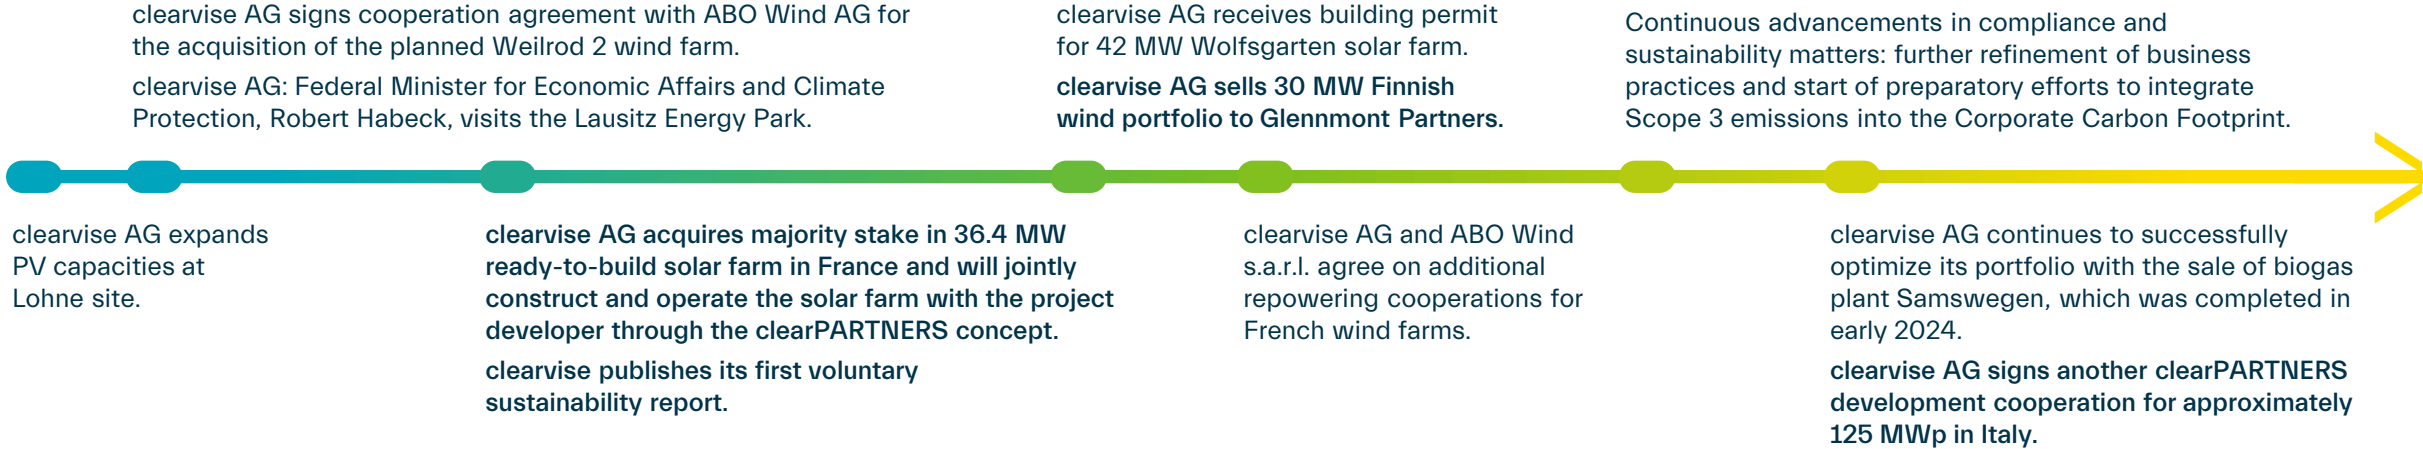 clearvise AG signs cooperation agreement with ABO Wind AG for
the acquisition of the planned Weilrod 2 wind farm.
clearvise AG: Federal Minister for Economic Affairs and Climate
Protection, Robert Habeck, visits the Lausitz Energy Park.
clearvise AG receives building permit
for 42 MW Wolfsgarten solar farm.
clearvise AG sells 30 MW Finnish
wind portfolio to Glennmont Partners.
Continuous advancements in compliance and
sustainability matters: further refinement of business
practices and start of preparatory efforts to integrate
Scope 3 emissions into the Corporate Carbon Footprint.
clearvise AG expands
PV capacities at
Lohne site.
clearvise AG acquires majority stake in 36.4 MW
ready-to-build solar farm in France and will jointly
construct and operate the solar farm with the project
developer through the clearPARTNERS concept.
clearvise publishes its first voluntary
sustainability report.
clearvise AG and ABO Wind
s.a.r.l. agree on additional
repowering cooperations for
French wind farms.
clearvise AG continues to successfully
optimize its portfolio with the sale of biogas
plant Samswegen, which was completed in
early 2024.
clearvise AG signs another clearPARTNERS
development cooperation for approximately
125 MWp in Italy.